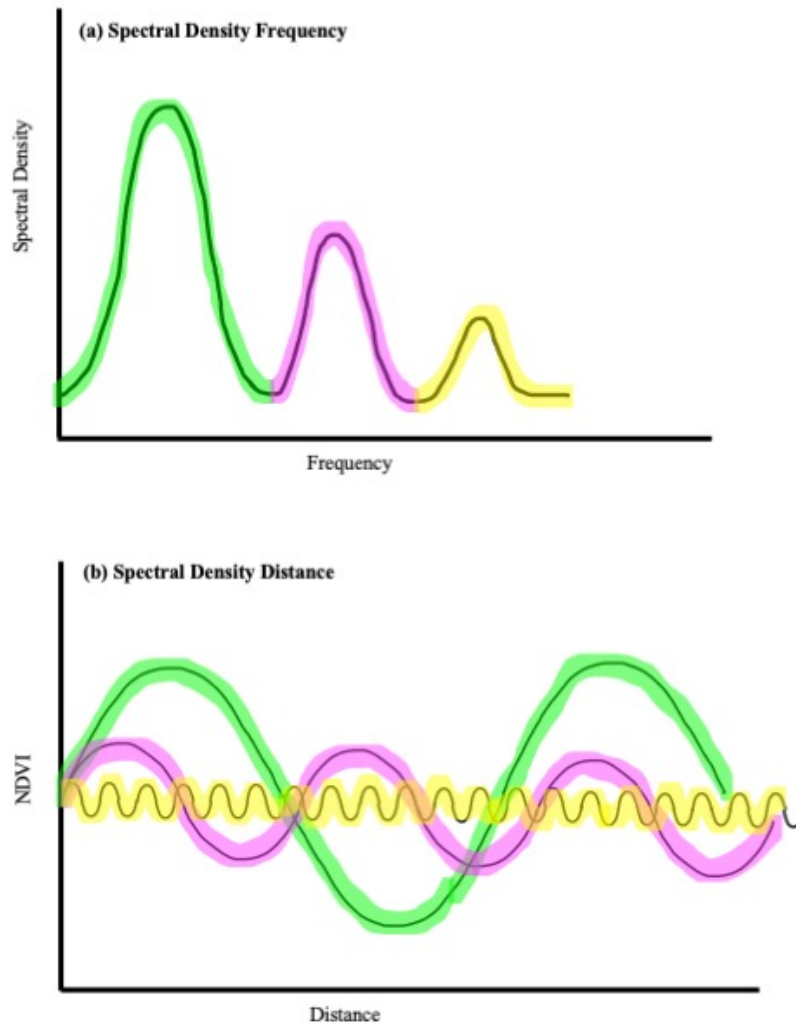 (a) Spectral Density Frequency
Spectral Density
Frequency
(b) Spectral Density Distance
NDVI
Distance